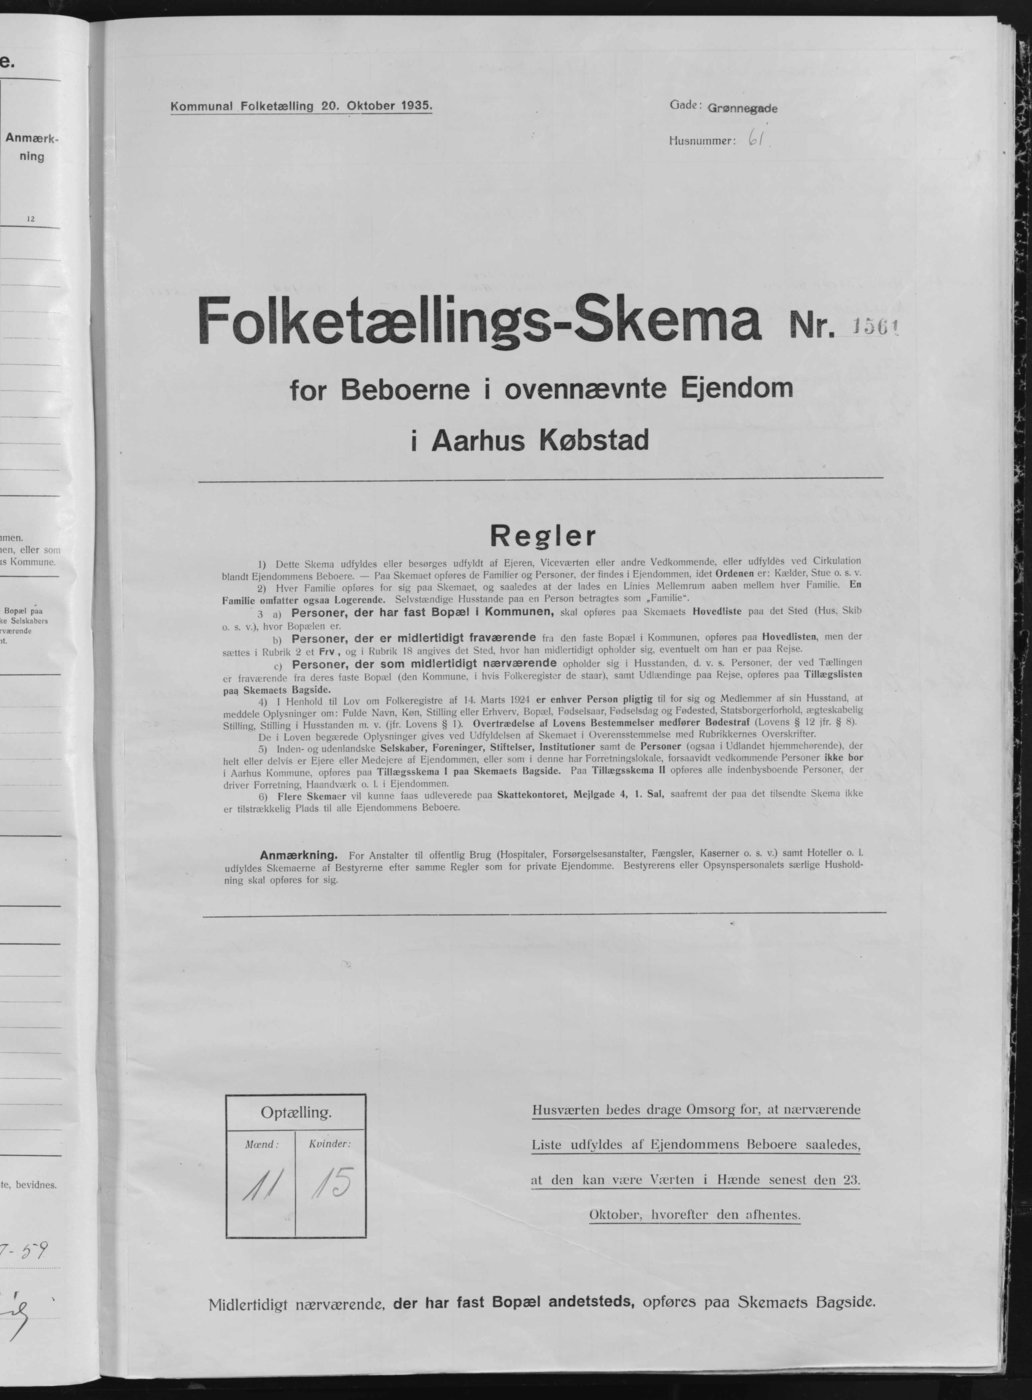 e.
Anmærk-
ning
12
men.
en, eller som
s Kommune.
Bopæl paa
ke Selskabers
rværende
nt.
te, bevidnes.
7-59
Kommunal Folketælling 20. Oktober 1935.
Gade: Grønnegade
Husnummer: 61
Folketællings-Skema Nr. 1561
for Beboerne i ovennævnte Ejendom
i Aarhus Købstad
Regler
1) Dette Skema udfyldes eller besørges udfyldt af Ejeren, Viceværten eller andre Vedkommende, eller udfyldes ved Cirkulation
blandt Ejendommens Beboere. — Paa Skemaet opføres de Familier og Personer, der findes i Ejendommen, idet Ordenen er: Kælder, Stue o. s. v.
2) Hver Familie opføres for sig paa Skemaet, og saaledes at der lades en Linies Mellemrum aaben mellem hver Familie. En
Familie omfatter ogsaa Logerende. Selvstændige Husstande paa en Person betragtes som „Familie“.
3 a) Personer, der har fast Bopæl i Kommunen, skal opføres paa Skemaets Hovedliste paa det Sted (Hus, Skib
o. s. v.), hvor Bopælen er.
b) Personer, der er midlertidigt fraværende fra den faste Bopæl i Kommunen, opføres paa Hovedlisten, men der
sættes i Rubrik 2 et Frv, og i Rubrik 18 angives det Sted, hvor han midlertidigt opholder sig, eventuelt om han er paa Rejse.
c) Personer, der som midlertidigt nærværende opholder sig i Husstanden, d. v. s. Personer, der ved Tællingen
er fraværende fra deres faste Bopæl (den Kommune, i hvis Folkeregister de staar), samt Udlændinge paa Rejse, opføres paa Tillægslisten
paa Skemaets Bagside.
4) I Henhold til Lov om Folkeregistre af 14. Marts 1924 er enhver Person pligtig til for sig og Medlemmer af sin Husstand, at
meddele Oplysninger om: Fulde Navn, Køn, Stilling eller Erhverv, Bopæl, Fødselsaar, Fødselsdag og Fødested, Statsborgerforhold, ægteskabelig
Stilling, Stilling i Husstanden m. v. (jfr. Lovens § 1). Overtrædelse af Lovens Bestemmelser medfører Bødestraf (Lovens § 12 jfr. § 8).
De i Loven begærede Oplysninger gives ved Udfyldelsen af Skemaet i Overensstemmelse med Rubrikkernes Overskrifter.
5) Inden- og udenlandske Selskaber, Foreninger, Stiftelser, Institutioner samt de Personer (ogsaa i Udlandet hjemmehørende), der
helt eller delvis er Ejere eller Medejere af Ejendommen, eller som i denne har Forretningslokale, forsaavidt vedkommende Personer ikke bor
i Aarhus Kommune, opføres paa Tillægsskema I paa Skemaets Bagside. Paa Tillægsskema II opføres alle indenbysboende Personer, der
driver Forretning, Haandværk o. l. i Ejendommen.
6) Flere Skemaer vil kunne faas udleverede paa Skattekontoret, Mejlgade 4, 1. Sal, saafremt der paa det tilsendte Skema ikke
er tilstrækkelig Plads til alle Ejendommens Beboere.
Anmærkning. For Anstalter til offentlig Brug (Hospitaler, Forsørgelsesanstalter, Fængsler, Kaserner o. s. v.) samt Hoteller o. l.
udfyldes Skemaerne af Bestyrerne efter samme Regler som for private Ejendomme. Bestyrerens eller Opsynspersonalets særlige Hushold-
ning skal opføres for sig.
Optælling.
Mænd: Kvinder:
11 15
Husværten bedes drage Omsorg for, at nærværende
Liste udfyldes af Ejendommens Beboere saaledes,
at den kan være Værten i Hænde senest den 23.
Oktober, hvorefter den afhentes.
Midlertidigt nærværende, der har fast Bopæl andetsteds, opføres paa Skemaets Bagside.